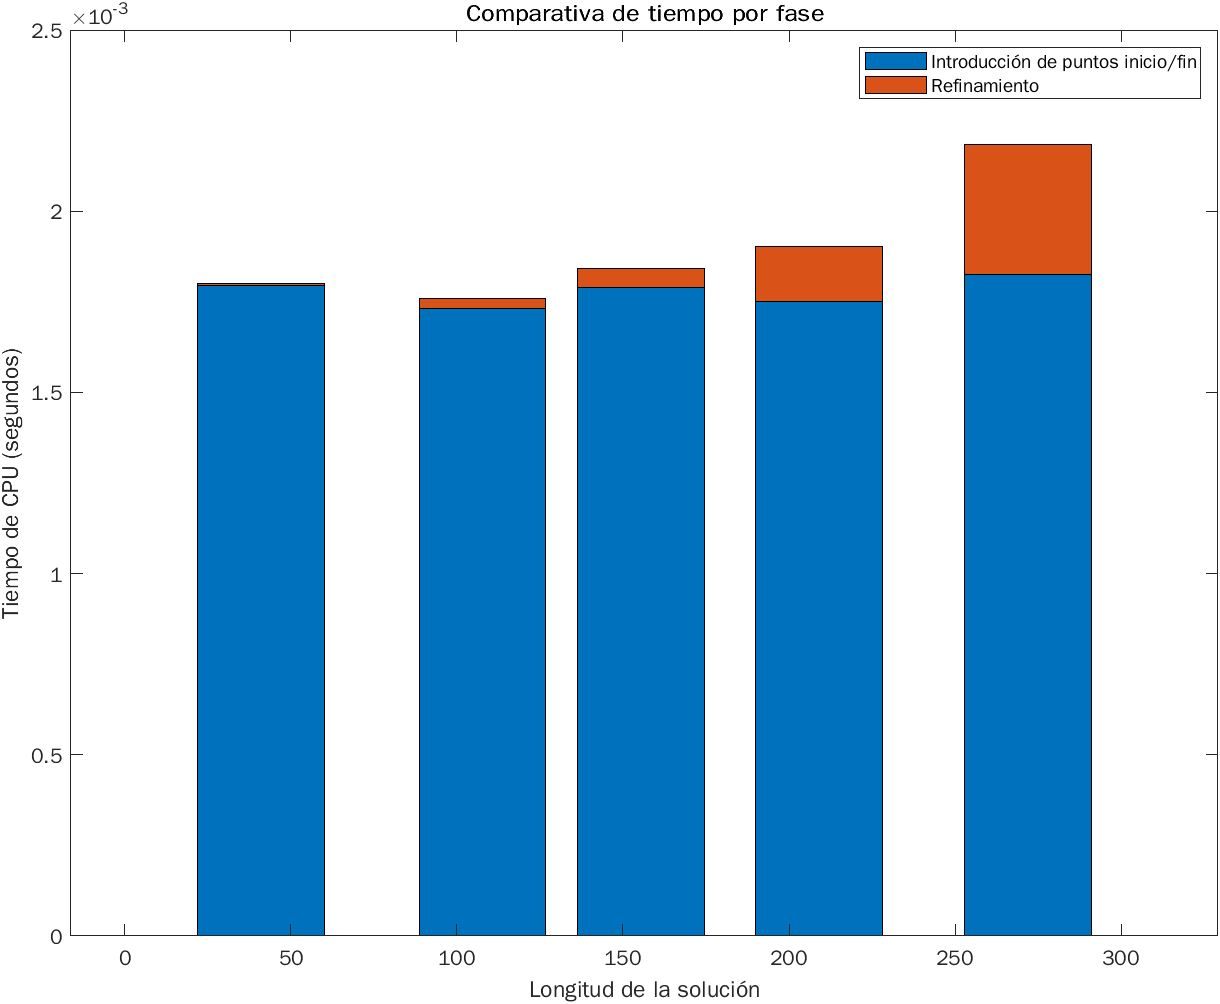 Comparativa de tiempo por fase
×10-3
Introducción de puntos inicio/fin
Refinamiento
2.5
2
1.5
1
0.5
0
Tiempo de CPU (segundos)
0 50 100 150 200 250 300
Longitud de la solución